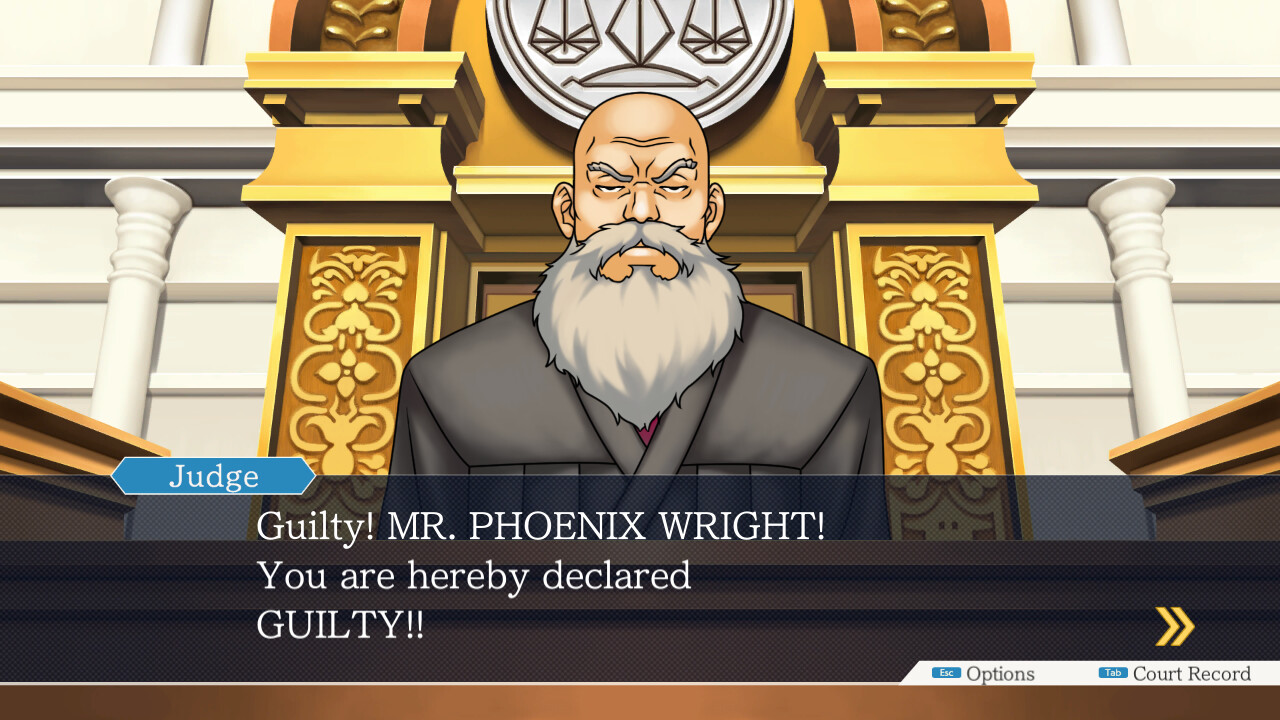 Judge
Guilty! MR. PHOENIX WRIGHT!
You are hereby declared
GUILTY!!
Esc Options Tab Court Record